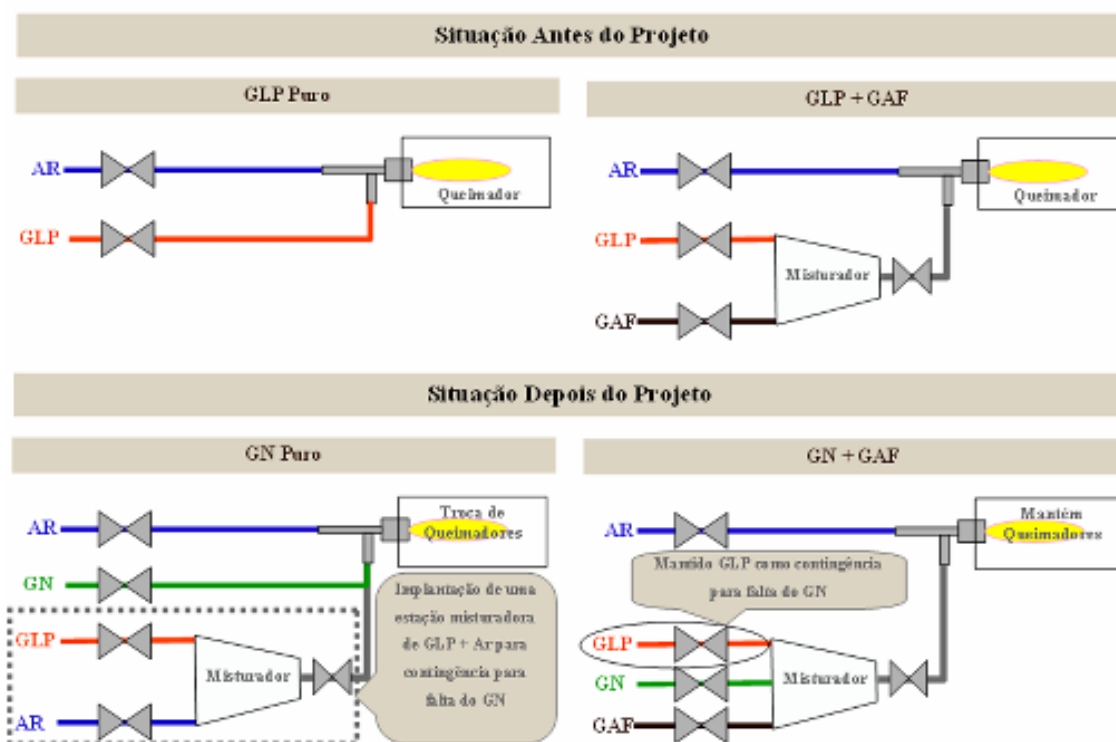 Situação Antes do Projeto
GLP Puro
AR
GLP
Queimador
GLP + GAF
AR
GLP
GAF
Misturador
Queimador
Situação Depois do Projeto
GN Puro
AR
GN
GLP
AR
Misturador
Troca de
Queimadores
Implantação de uma
estação misturadora
de GLP + Ar para
contingência para
falta do GN
GN + GAF
AR
Mantém
Queimadores
Mantido GLP como contingência
para falta do GN
GLP
GN
GAF
Misturador